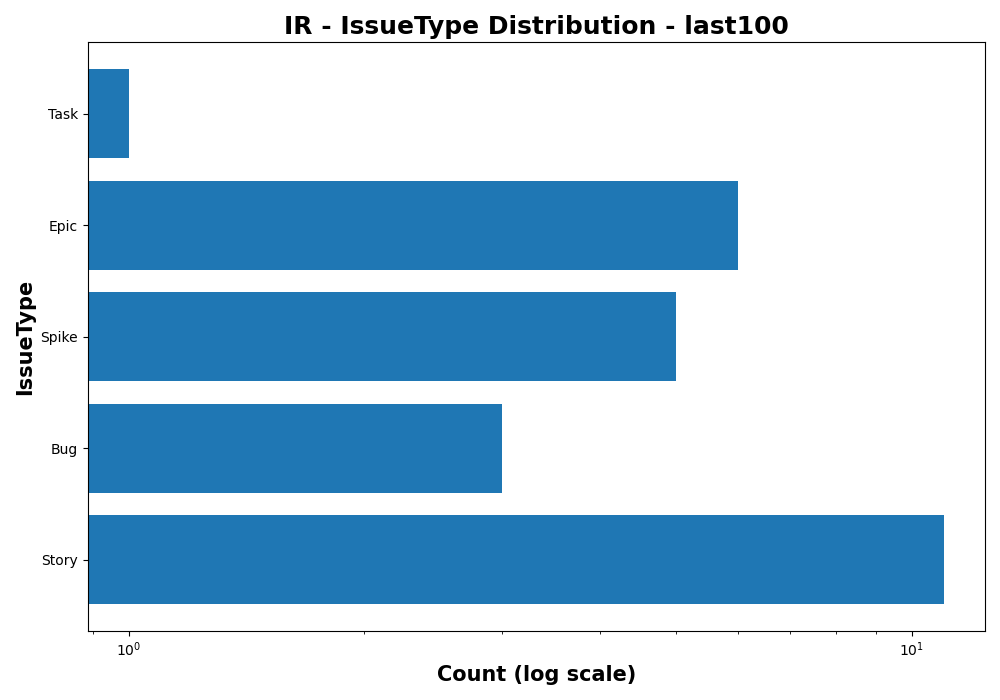 IR - IssueType Distribution - last100
IssueType
Task
Epic
Spike
Bug
Story
10⁰ 10¹
Count (log scale)